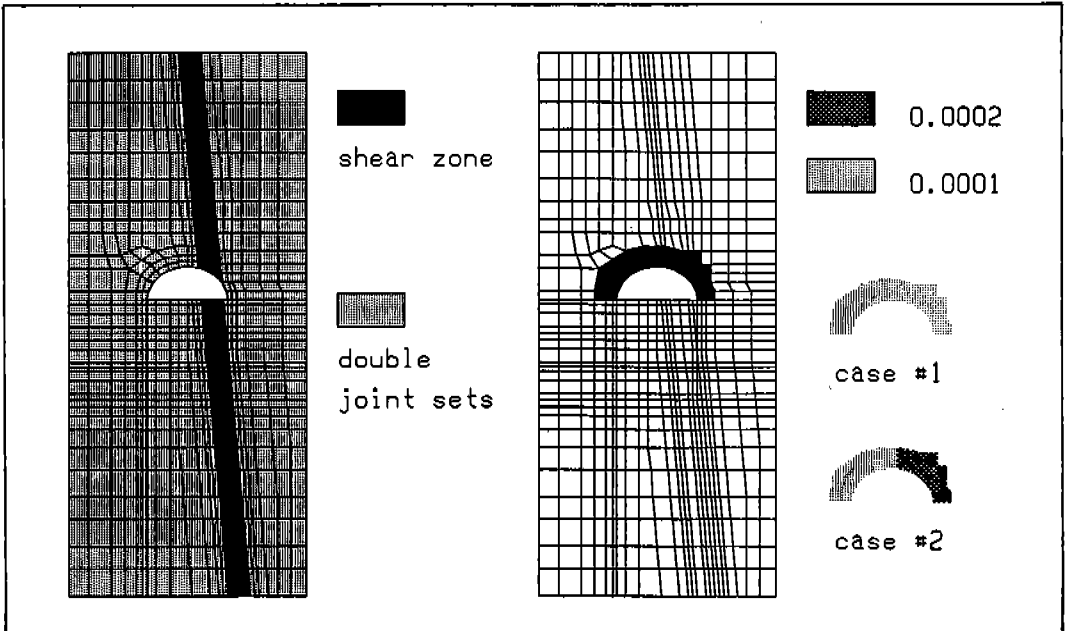 shear zone
double
joint sets
0.0002
0.0001
case #1
case #2